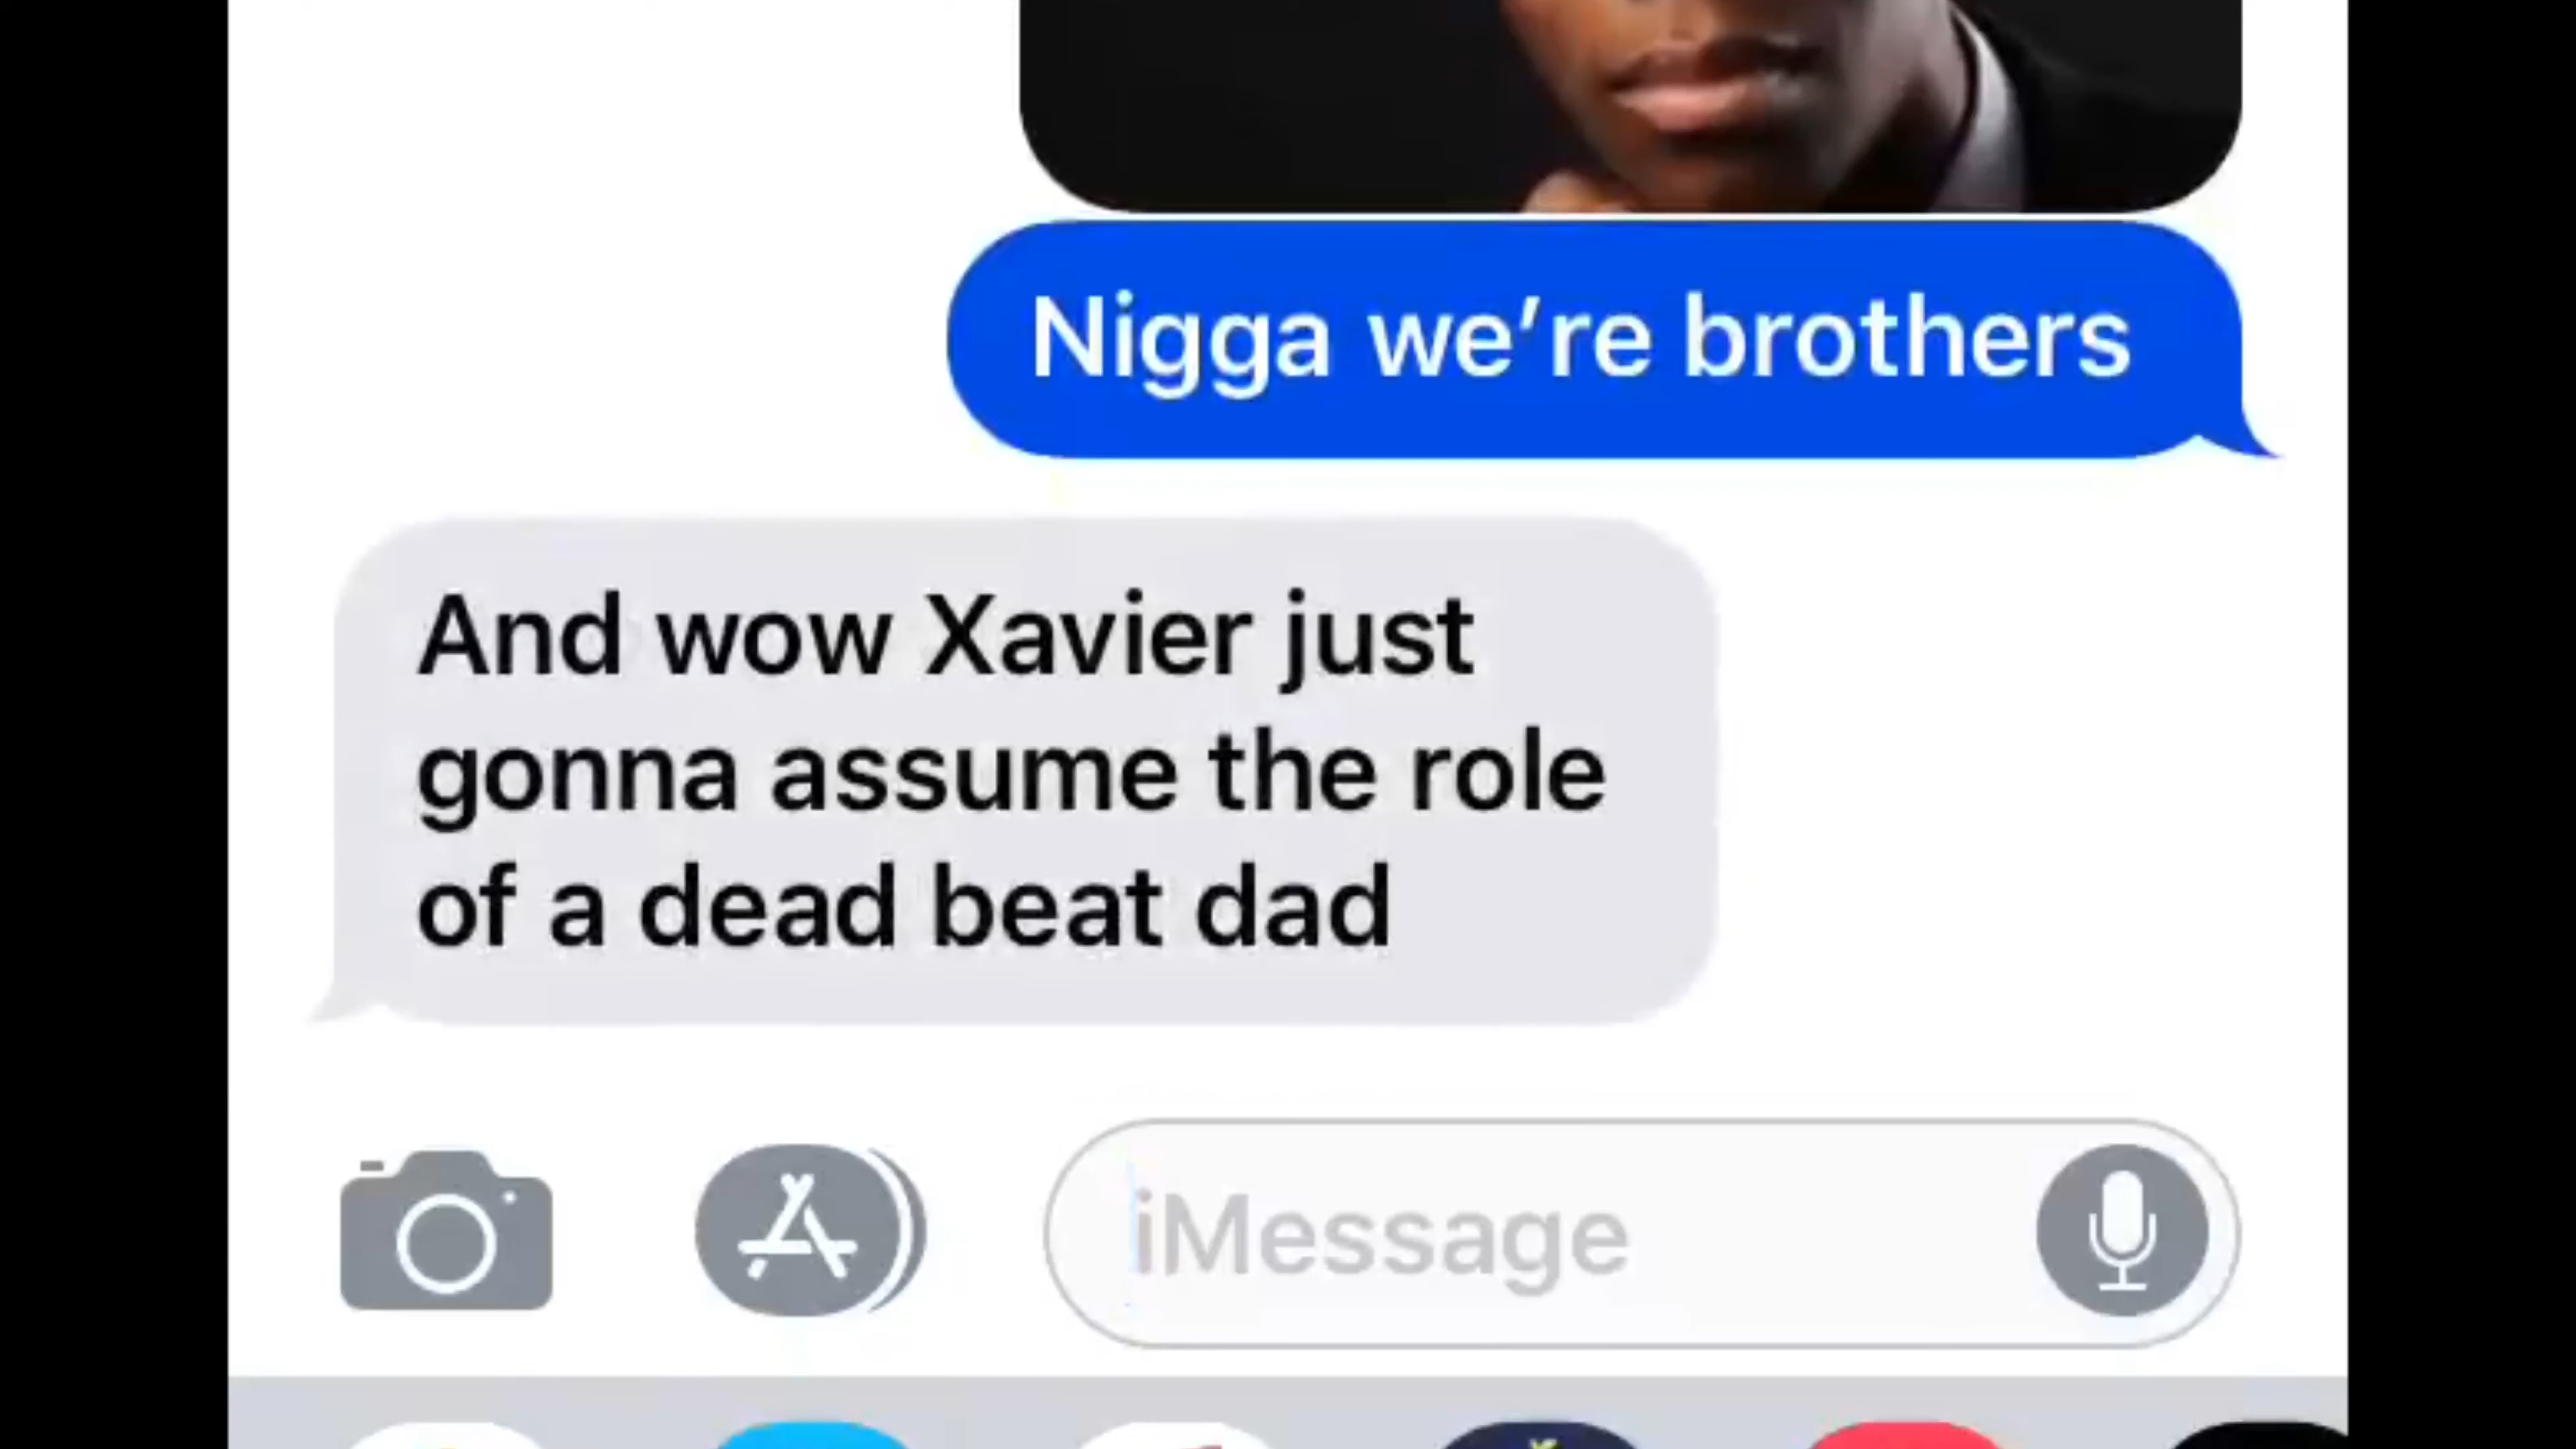 Nigga we’re brothers
And wow Xavier just
gonna assume the role
of a dead beat dad
iMessage